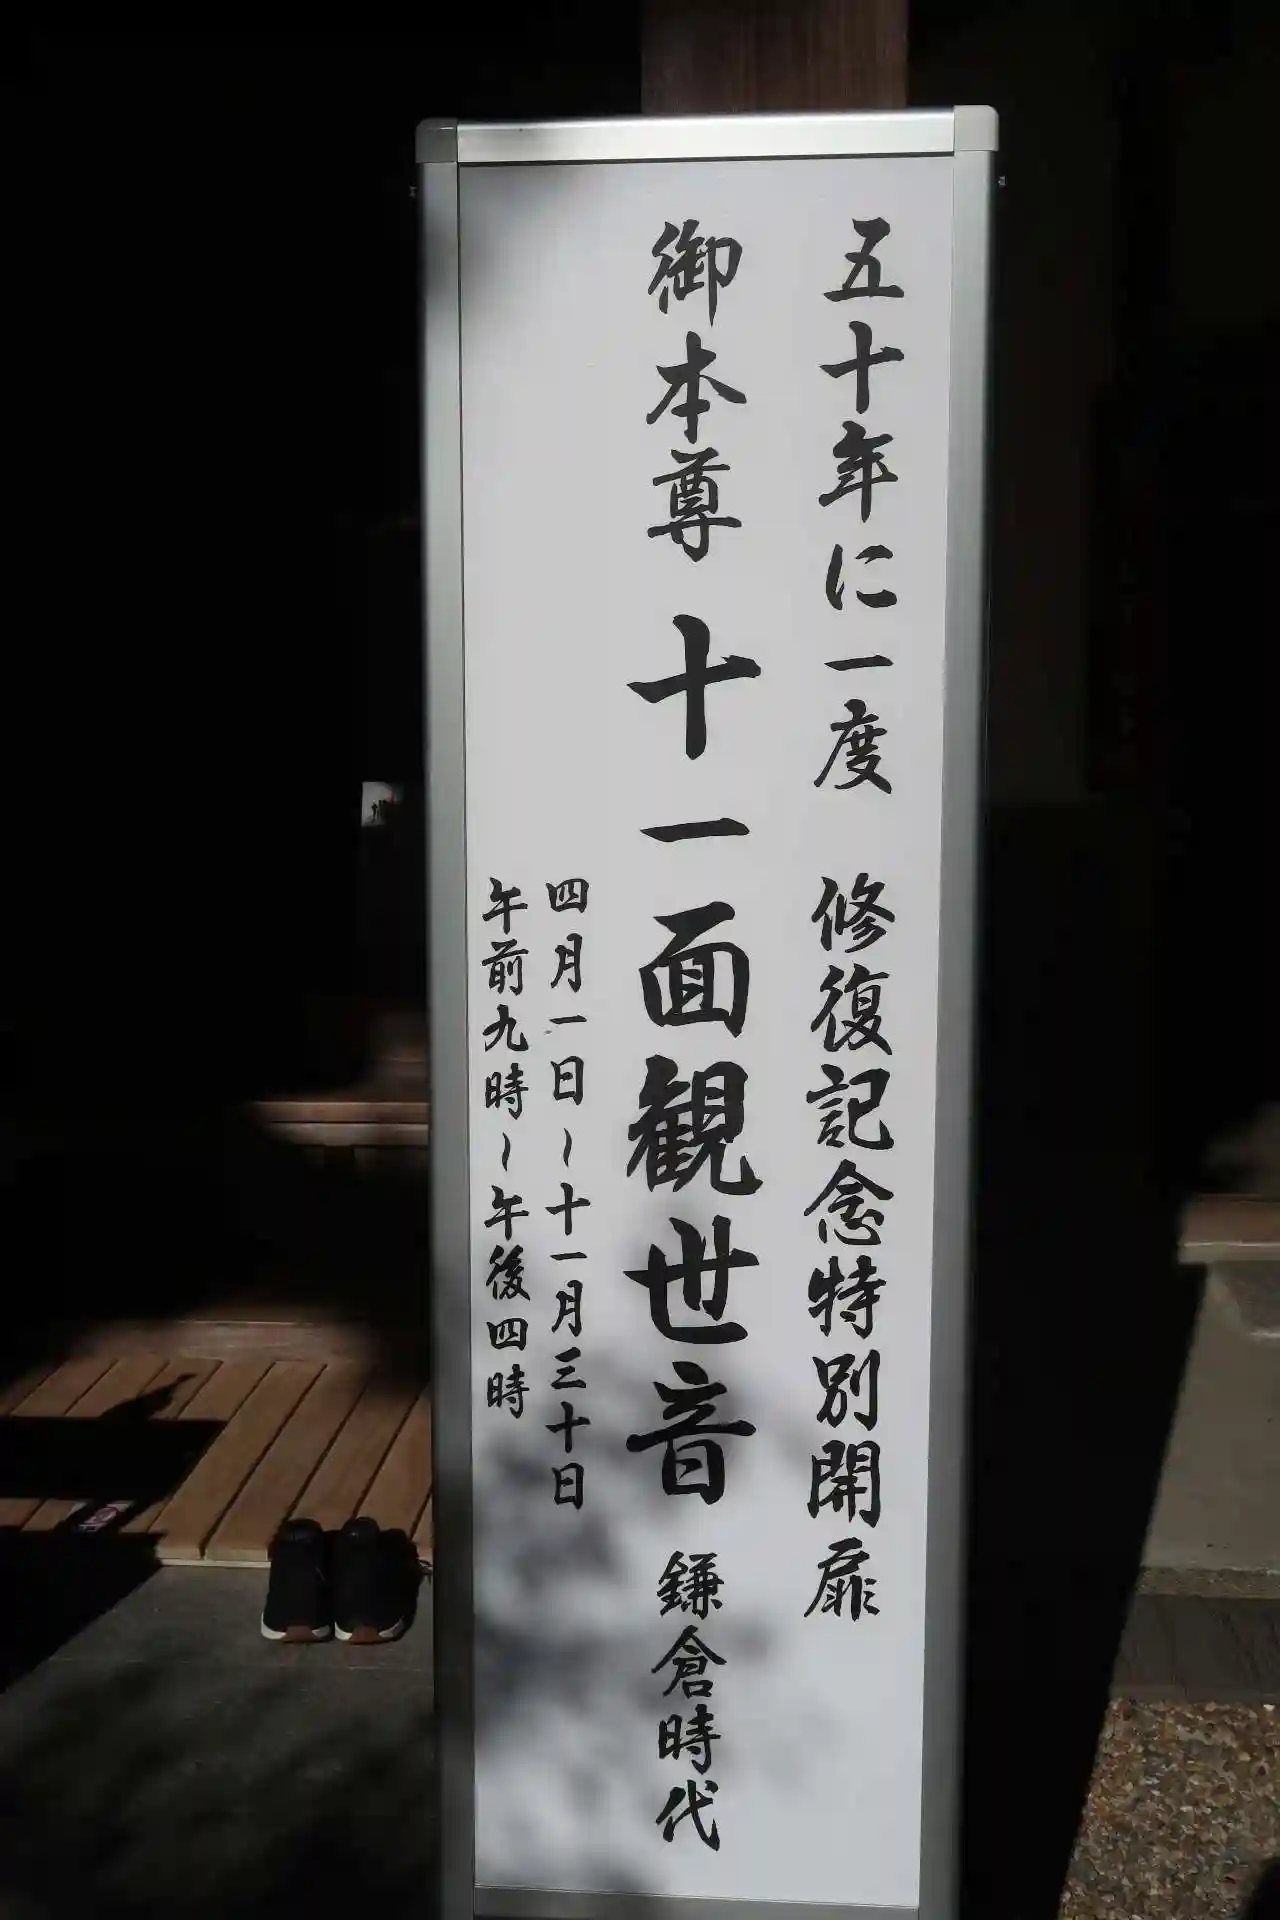 五十年に一度 修復記念特別開扉
御本尊 十一面観世音 鎌倉時代
四月一日~十一月三十日
午前九時~午後四時